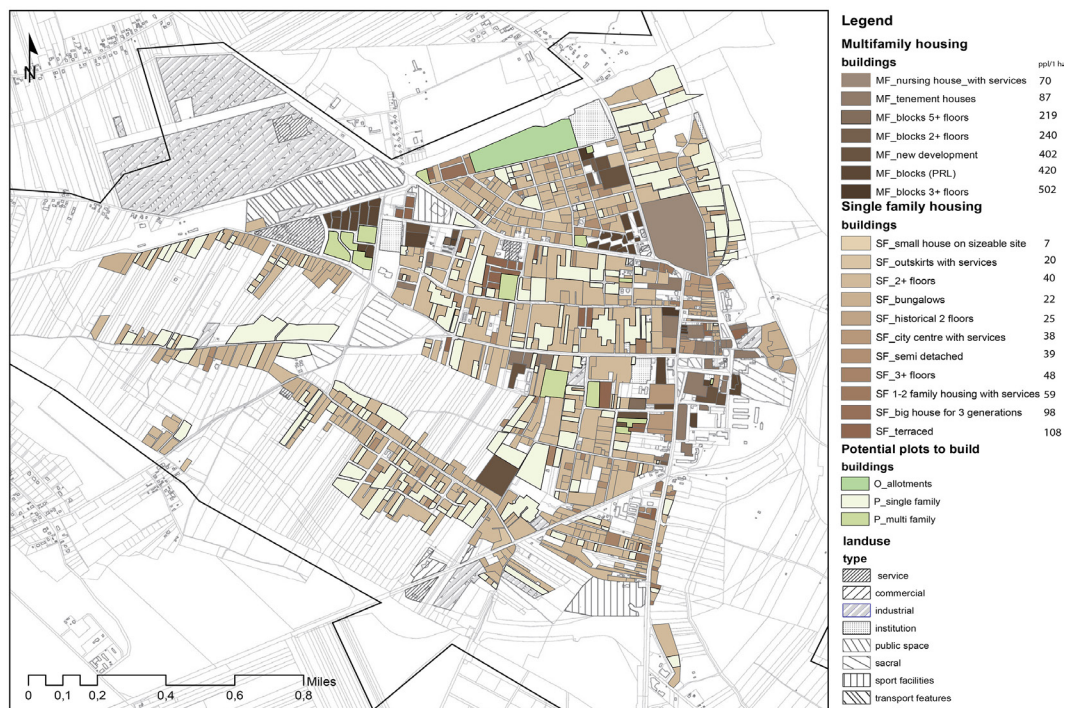 N
Legend
Multifamily housing
buildings ppl/1 ha
MF_nursing house_with services 70
MF_tenement houses 87
MF_blocks 5+ floors 219
MF_blocks 2+ floors 240
MF_new development 402
MF_blocks (PRL) 420
MF_blocks 3+ floors 502
Single family housing
buildings
SF_small house on sizeable site 7
SF_outskirts with services 20
SF_2+ floors 40
SF_bungalows 22
SF_historical 2 floors 25
SF_city centre with services 38
SF_semi detached 39
SF_3+ floors 48
SF 1-2 family housing with services 59
SF_big house for 3 generations 98
SF_terraced 108
Potential plots to build
buildings
O_allotments
P_single family
P_multi family
landuse
type
service
commercial
industrial
institution
public space
sacral
sport facilities
transport features
Miles
0 0,1 0,2 0,4 0,6 0,8